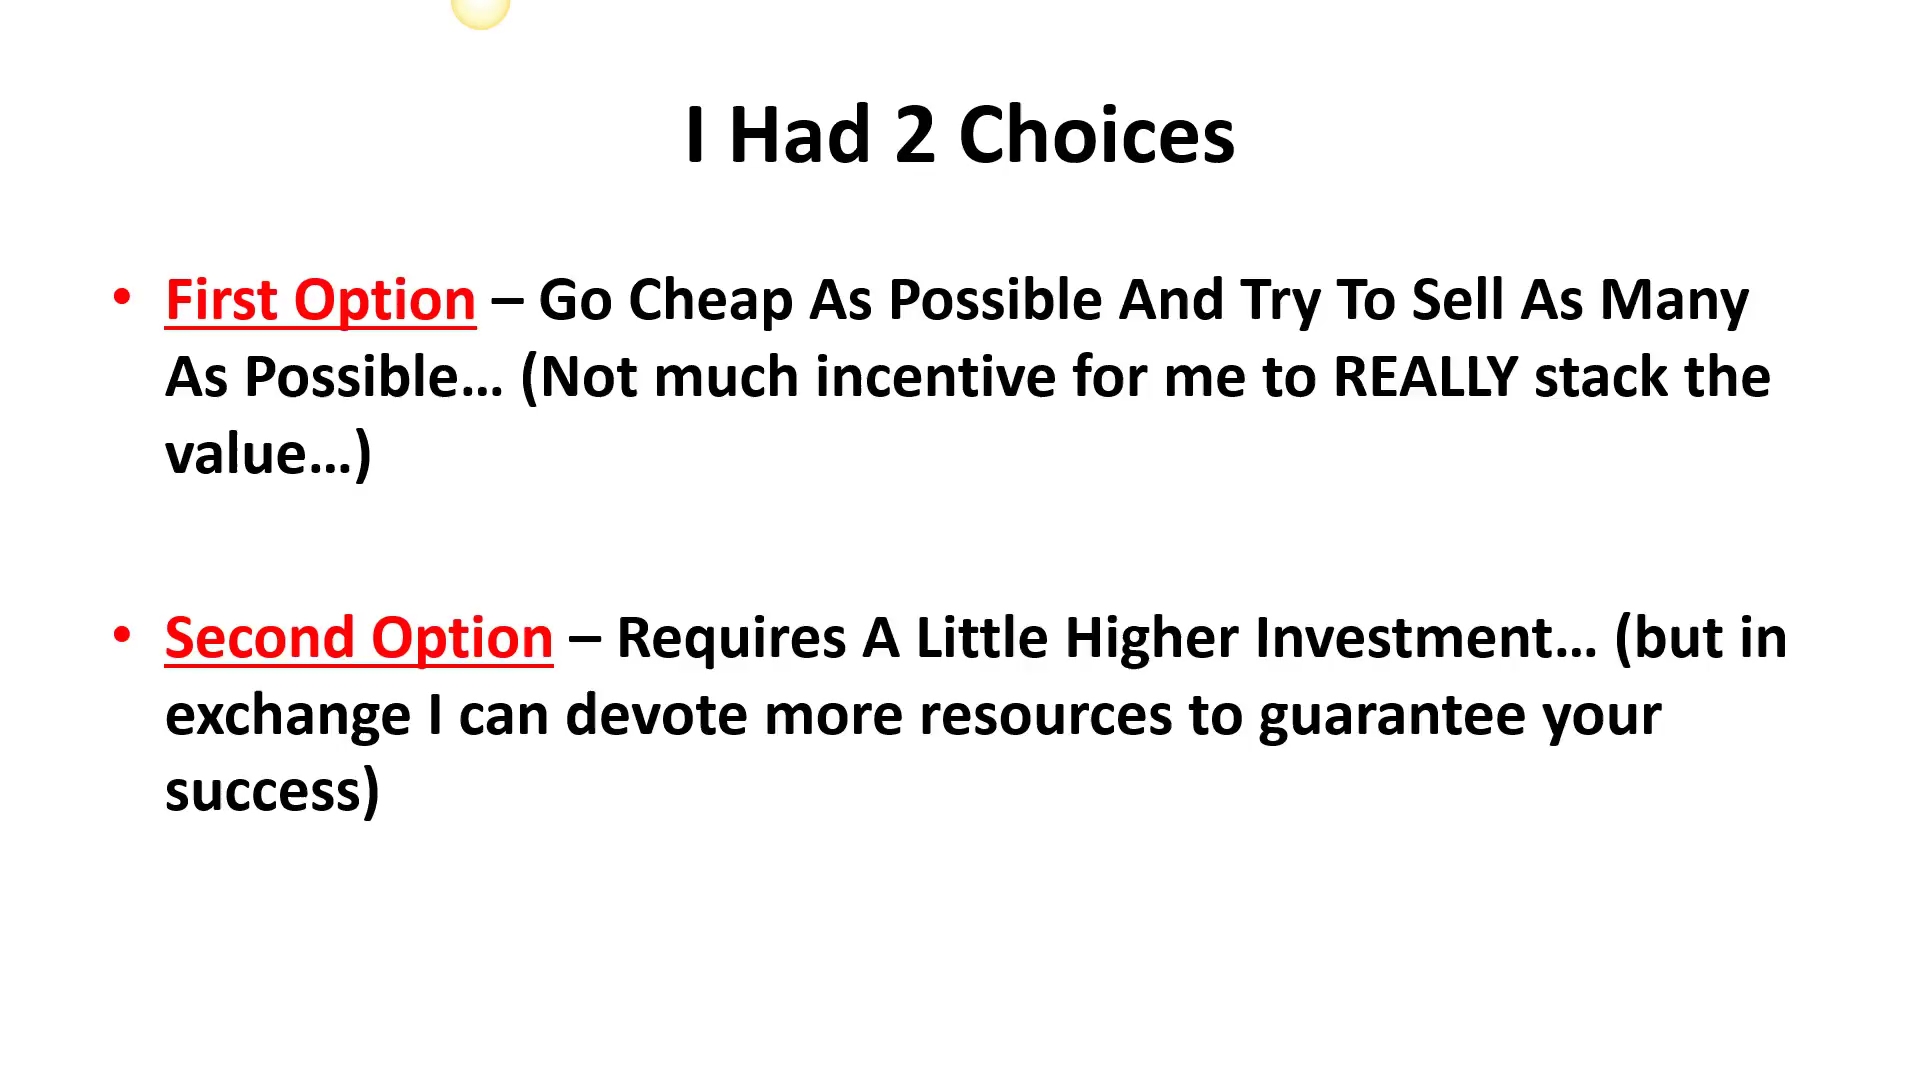 I Had 2 Choices
• First Option – Go Cheap As Possible And Try To Sell As Many
As Possible… (Not much incentive for me to REALLY stack the
value…)
• Second Option – Requires A Little Higher Investment… (but in
exchange I can devote more resources to guarantee your
success)